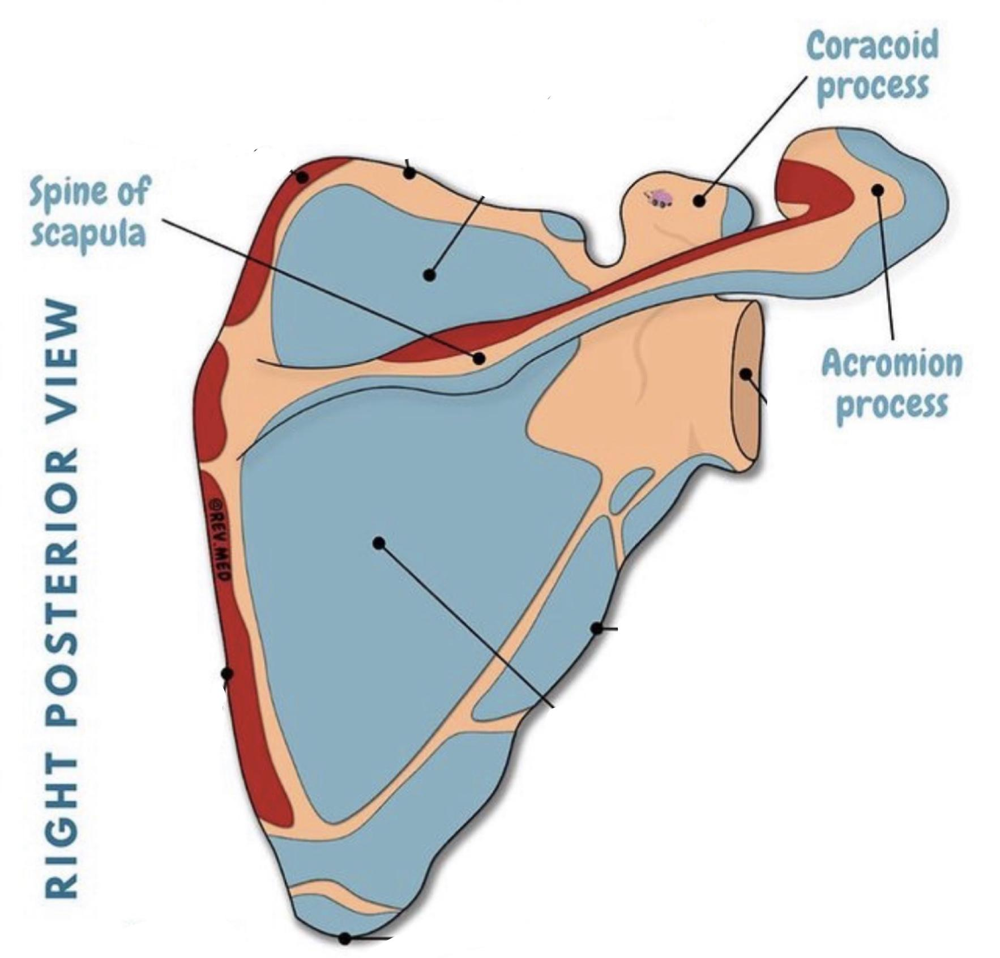 Coracoid
process
Spine of
scapula
Acromion
process
RIGHT POSTERIOR VIEW
@REV.MED